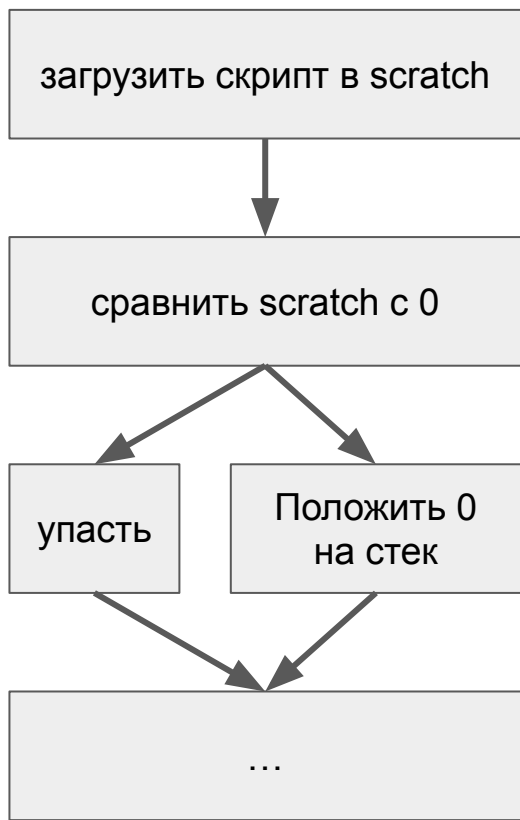 загрузить скрипт в scratch
сравнить scratch с 0
упасть
Положить 0
на стек
...